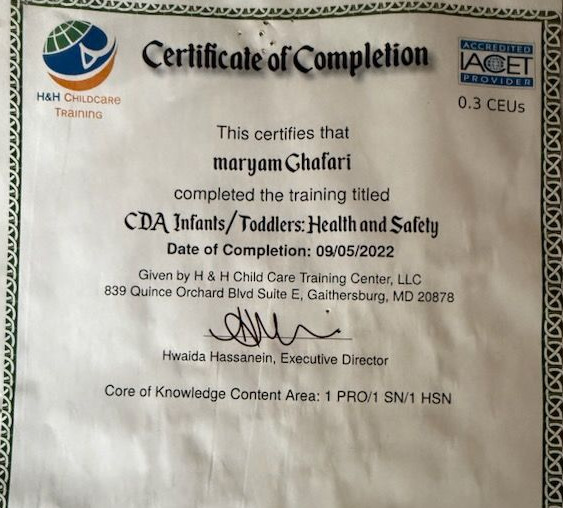 Certificate of Completion
H&H CHILDCARE
TRAINING
ACCREDITED
IACET
PROVIDER
0.3 CEUs
This certifies that
maryam Ghafari
completed the training titled
CDA Infants/Toddlers: Health and Safety
Date of Completion: 09/05/2022
Given by H & H Child Care Training Center, LLC
839 Quince Orchard Blvd Suite E, Gaithersburg, MD 20878
Hwaida Hassanein, Executive Director
Core of Knowledge Content Area: 1 PRO/1 SN/1 HSN